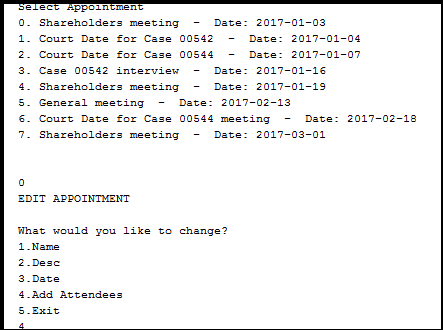 Select Appointment
0. Shareholders meeting  -  Date: 2017-01-03
1. Court Date for Case 00542  -  Date: 2017-01-04
2. Court Date for Case 00544  -  Date: 2017-01-07
3. Case 00542 interview  -  Date: 2017-01-16
4. Shareholders meeting  -  Date: 2017-01-19
5. General meeting  -  Date: 2017-02-13
6. Court Date for Case 00544 meeting  -  Date: 2017-02-18
7. Shareholders meeting  -  Date: 2017-03-01
0
EDIT APPOINTMENT
What would you like to change?
1.Name
2.Desc
3.Date
4.Add Attendees
5.Exit
4